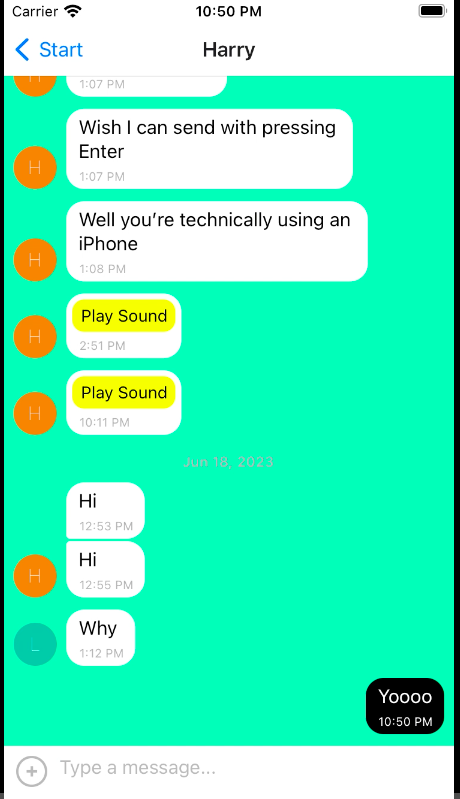 Carrier 10:50 PM
Start Harry
H 1:07 PM
Wish I can send with pressing
Enter
H 1:07 PM
Well you’re technically using an
iPhone
H 1:08 PM
Play Sound
H 2:51 PM
Play Sound
H 10:11 PM
Jun 18, 2023
Hi
12:53 PM
Hi
H 12:55 PM
Why
L 1:12 PM
Yoooo
10:50 PM
Type a message...